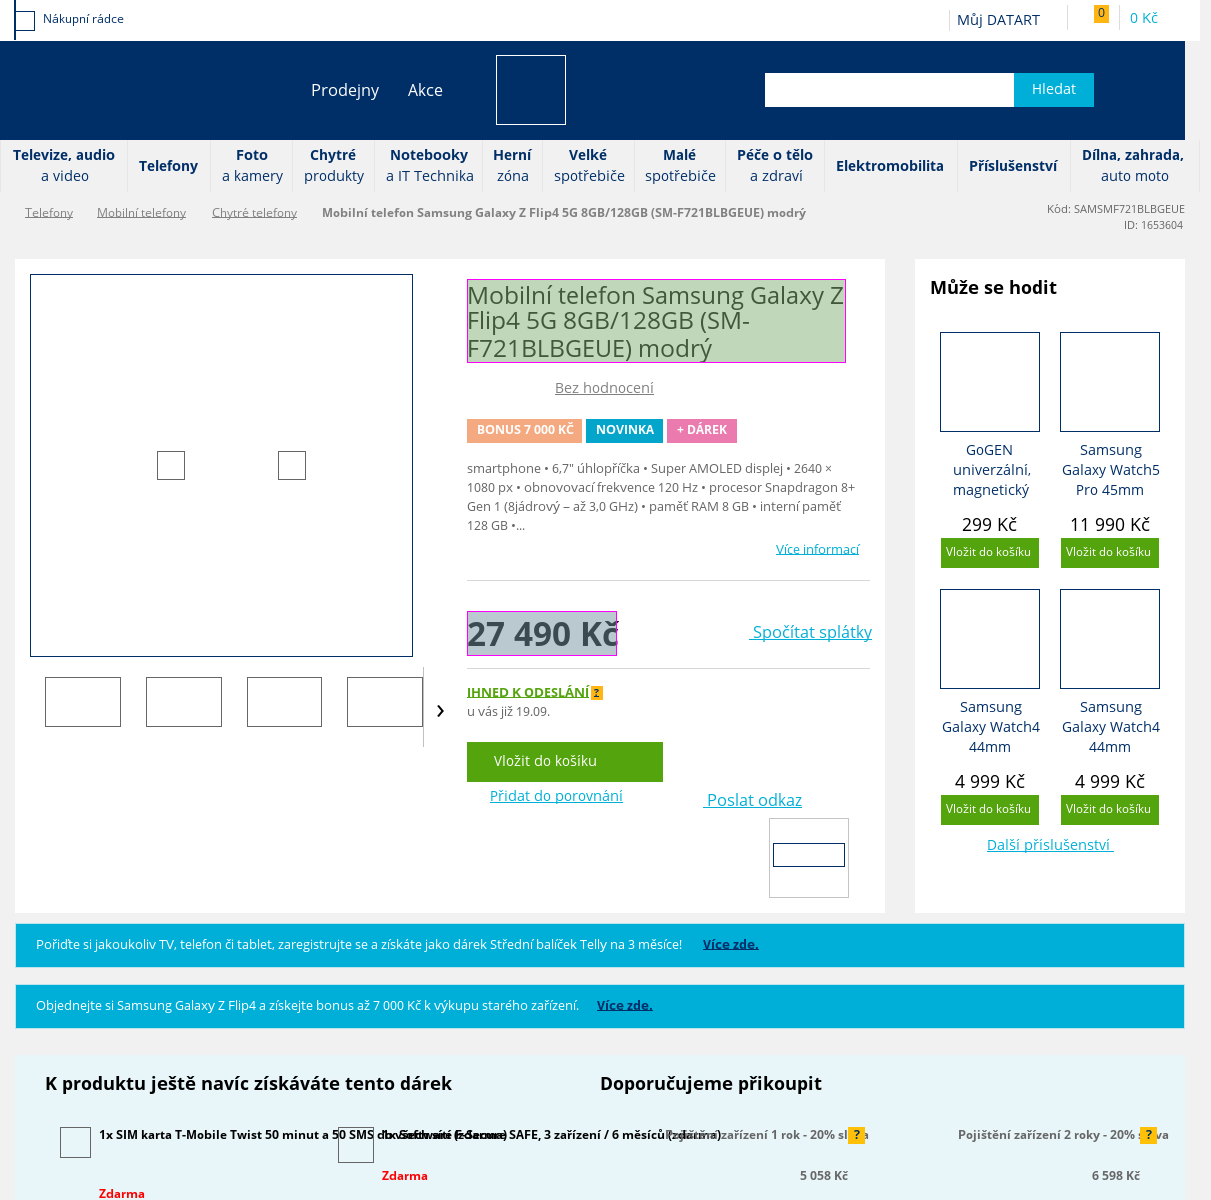 Nákupní rádce
Můj DATART
0
0 Kč
Prodejny
Akce
Hledat
Televize, audio
a video
Telefony
Foto
a kamery
Chytré
produkty
Notebooky
a IT Technika
Herní
zóna
Velké
spotřebiče
Malé
spotřebiče
Péče o tělo
a zdraví
Elektromobilita
Příslušenství
Dílna, zahrada,
auto moto
Telefony
Mobilní telefony
Chytré telefony
Mobilní telefon Samsung Galaxy Z Flip4 5G 8GB/128GB (SM-F721BLBGEUE) modrý
Kód: SAMSMF721BLBGEUE
ID: 1653604
Mobilní telefon Samsung Galaxy Z
Flip4 5G 8GB/128GB (SM-
F721BLBGEUE) modrý
Bez hodnocení
BONUS 7 000 KČ
NOVINKA
+ DÁREK
smartphone • 6,7" úhlopříčka • Super AMOLED displej • 2640 ×
1080 px • obnovovací frekvence 120 Hz • procesor Snapdragon 8+
Gen 1 (8jádrový – až 3,0 GHz) • paměť RAM 8 GB • interní paměť
128 GB •...
Více informací
27 490 Kč
Spočítat splátky
IHNED K ODESLÁNÍ ?
u vás již 19.09.
Vložit do košíku
Přidat do porovnání
Poslat odkaz
Může se hodit
GoGEN
univerzální,
magnetický
299 Kč
Vložit do košíku
Samsung
Galaxy Watch5
Pro 45mm
11 990 Kč
Vložit do košíku
Samsung
Galaxy Watch4
44mm
4 999 Kč
Vložit do košíku
Samsung
Galaxy Watch4
44mm
4 999 Kč
Vložit do košíku
Další příslušenství
Pořiďte si jakoukoliv TV, telefon či tablet, zaregistrujte se a získáte jako dárek Střední balíček Telly na 3 měsíce! Více zde.
Objednejte si Samsung Galaxy Z Flip4 a získejte bonus až 7 000 Kč k výkupu starého zařízení. Více zde.
K produktu ještě navíc získáváte tento dárek
Doporučujeme přikoupit
1x SIM karta T-Mobile Twist 50 minut a 50 SMS do všech sítí (zdarma)
Zdarma
1x Software F-Secure SAFE, 3 zařízení / 6 měsíců (zdarma)
Zdarma
Pojištění zařízení 1 rok - 20% sleva
?
5 058 Kč
Pojištění zařízení 2 roky - 20% sleva
?
6 598 Kč